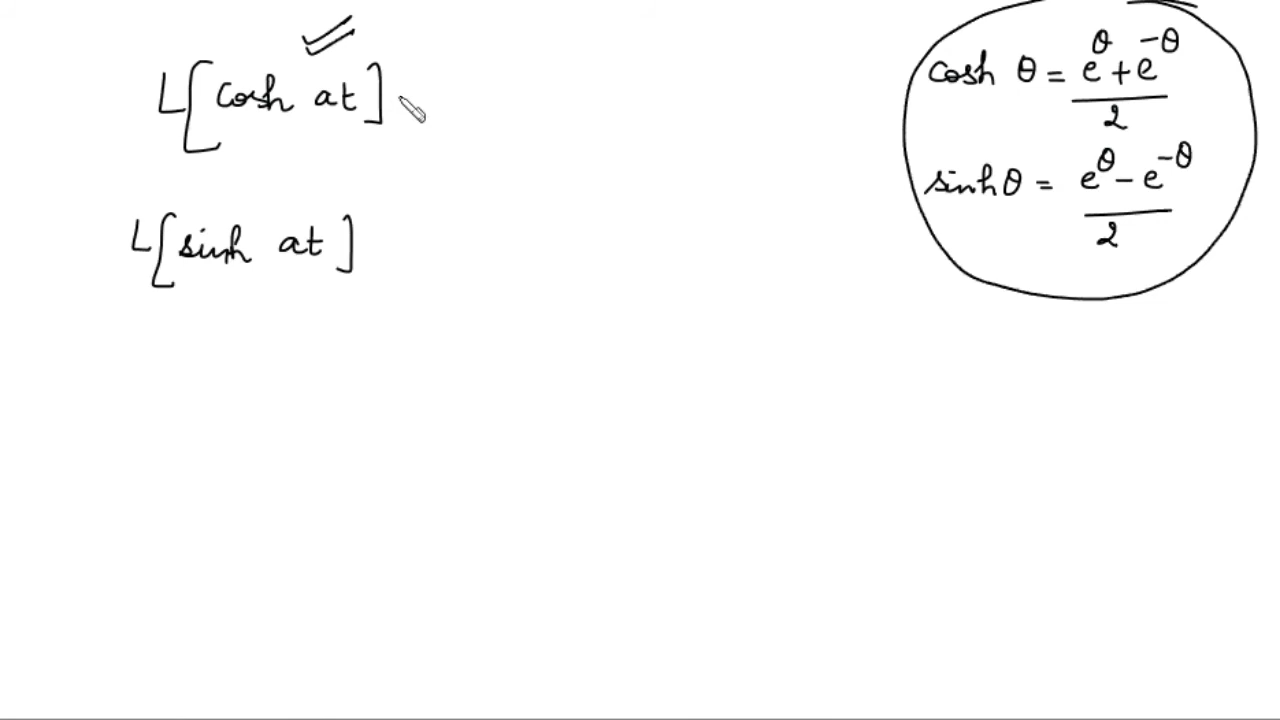 L[cosh at]
L[sinh at]
cosh θ = e^θ + e^-θ / 2
sinh θ = e^θ - e^-θ / 2